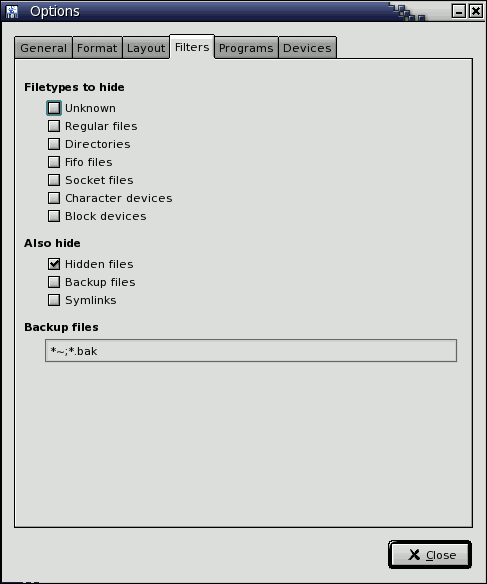 Options
General Format Layout Filters Programs Devices
Filetypes to hide
Unknown
Regular files
Directories
Fifo files
Socket files
Character devices
Block devices
Also hide
Hidden files
Backup files
Symlinks
Backup files
*~;*.bak
Close